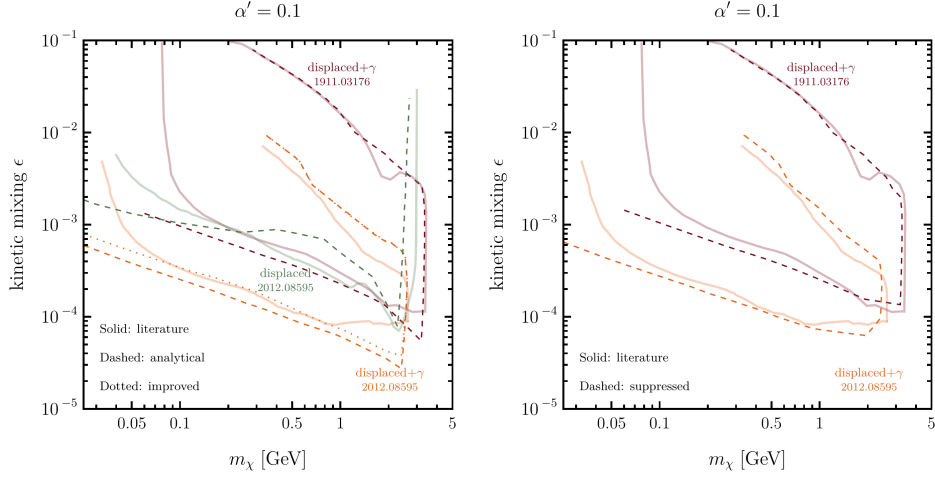 α′ = 0.1
kinetic mixing ϵ
10⁻¹
10⁻²
10⁻³
10⁻⁴
10⁻⁵
displaced+γ
1911.03176
displaced
2012.08595
Solid: literature
Dashed: analytical
Dotted: improved
displaced+γ
2012.08595
0.05 0.1 0.5 1 5
mχ [GeV]
α′ = 0.1
kinetic mixing ϵ
10⁻¹
10⁻²
10⁻³
10⁻⁴
10⁻⁵
displaced+γ
1911.03176
Solid: literature
Dashed: suppressed
displaced+γ
2012.08595
0.05 0.1 0.5 1 5
mχ [GeV]